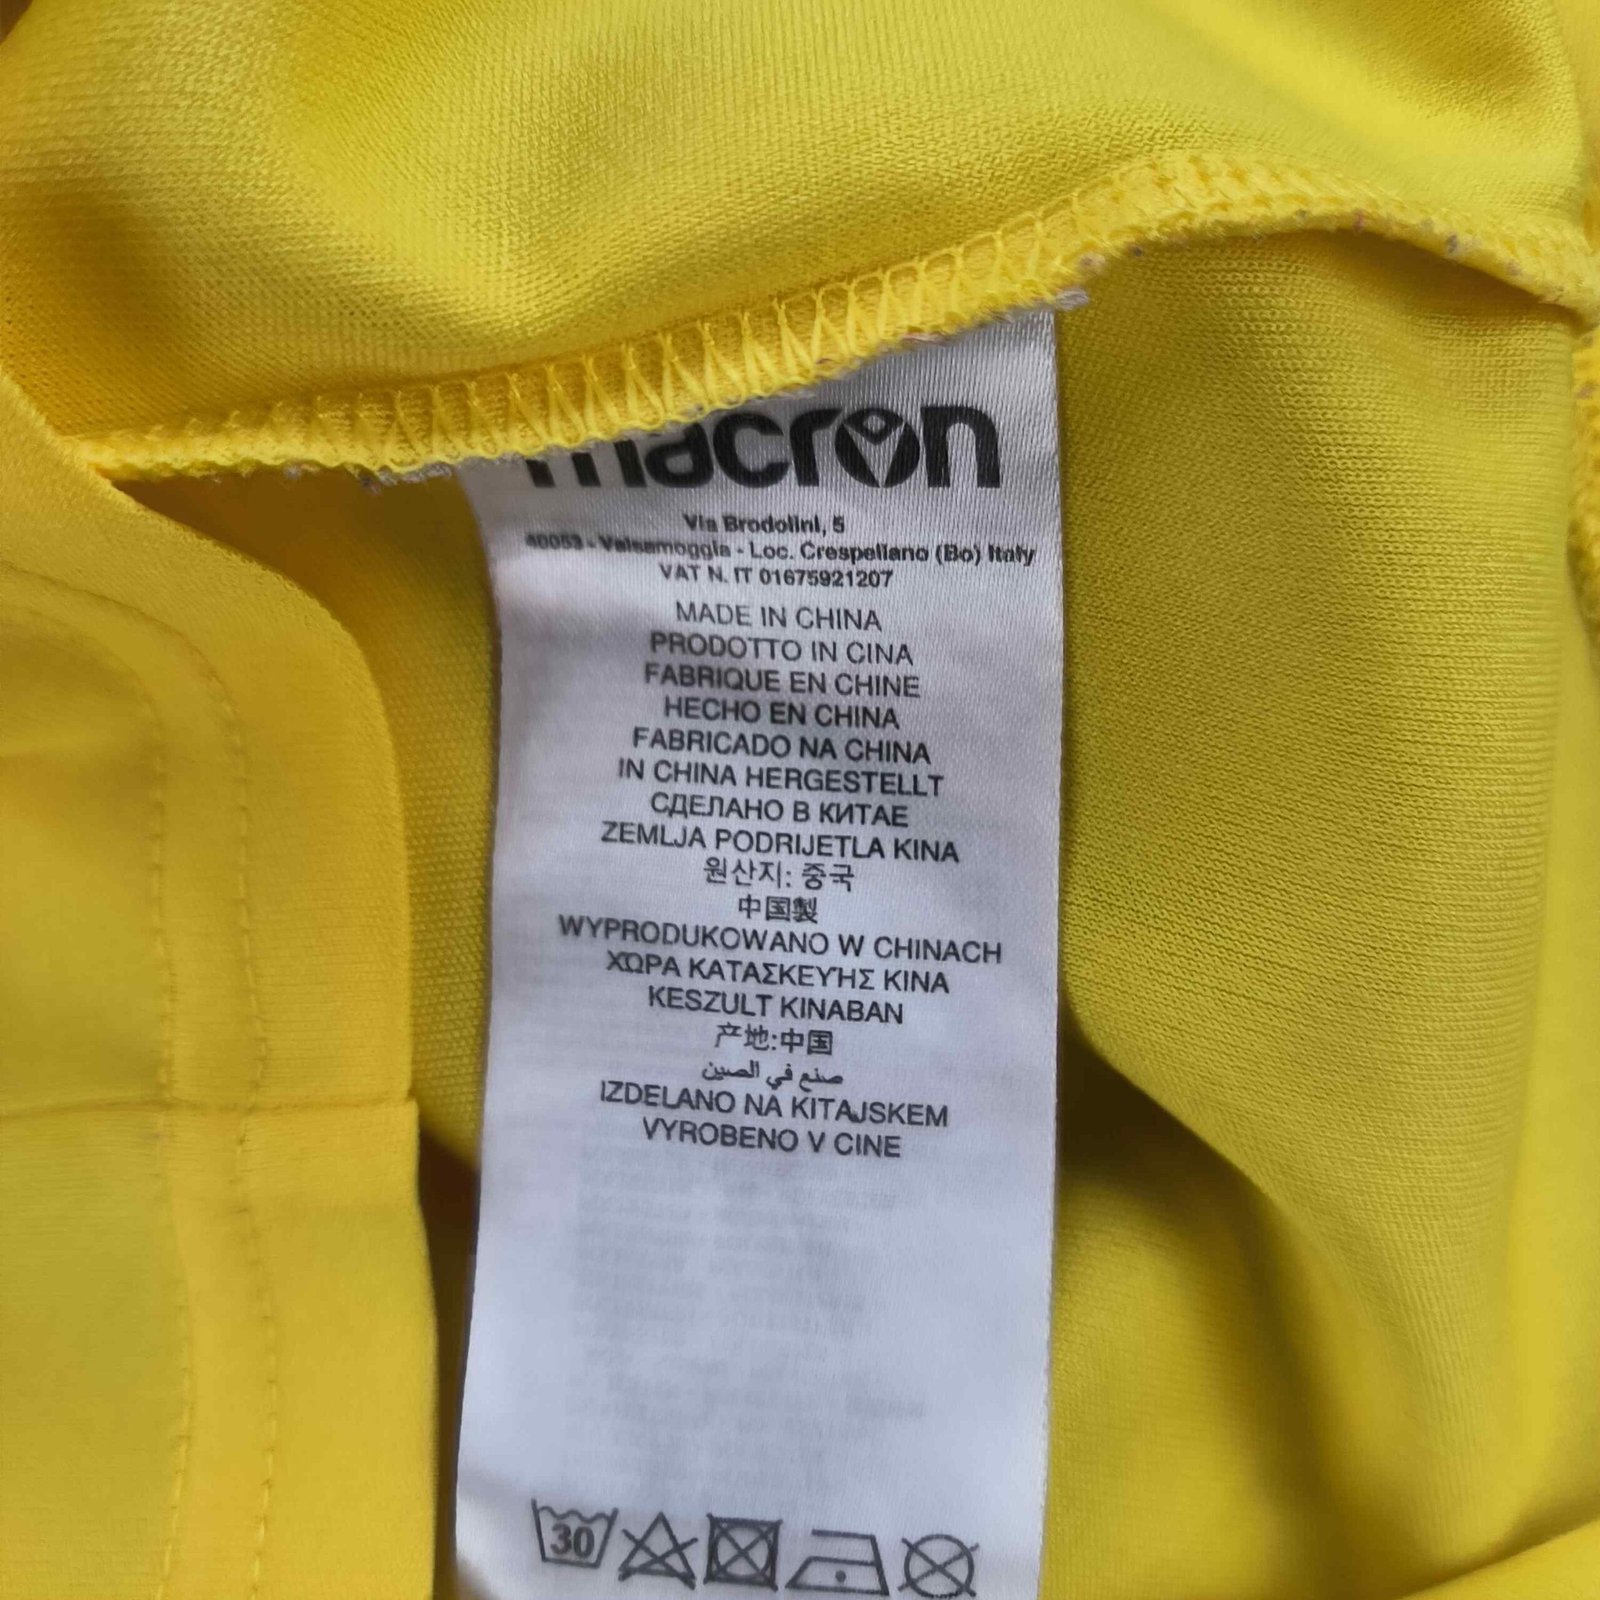 macron
Via Brodolini, 5
40053 - Valsamoggia - Loc. Crespellano (Bo) Italy
VAT N. IT 01675921207
MADE IN CHINA
PRODOTTO IN CINA
FABRIQUE EN CHINE
HECHO EN CHINA
FABRICADO NA CHINA
IN CHINA HERGESTELLT
СДЕЛАНО В КИТАЕ
ZEMLJA PODRIJETLA KINA
원산지: 중국
中国製
WYPRODUKOWANO W CHINACH
ΧΩΡΑ ΚΑΤΑΣΚΕΥΉΣ ΚΙΝΑ
KESZULT KINABAN
产地:中国
صنع في الصين
IZDELANO NA KITAJSKEM
VYROBENO V CINE
30